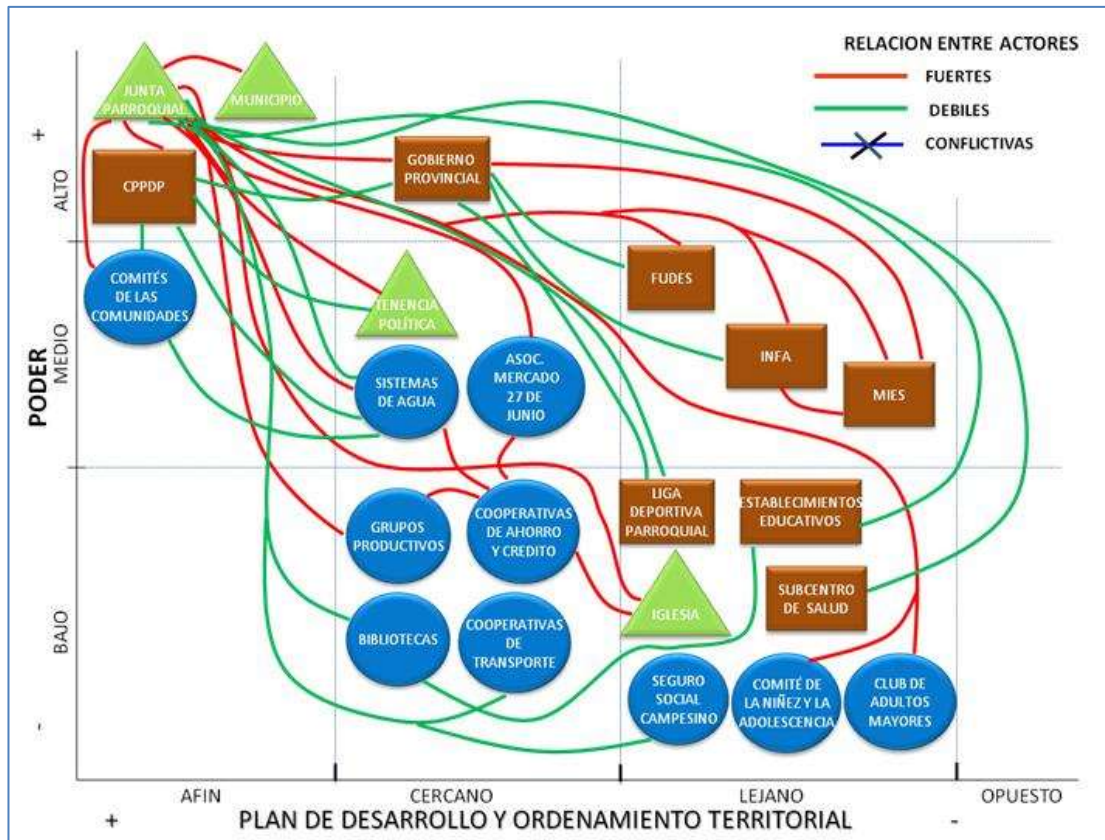 RELACION ENTRE ACTORES
FUERTES
DEBILES
CONFLICTIVAS
JUNTA
PARROQUIAL
MUNICIPIO
CPPDP
GOBIERNO
PROVINCIAL
COMITÉS
DE LAS
COMUNIDADES
TENENCIA
POLÍTICA
FUDES
INFA
MIES
SISTEMAS
DE AGUA
ASOC.
MERCADO
27 DE
JUNIO
GRUPOS
PRODUCTIVOS
COOPERATIVAS
DE AHORRO
Y CREDITO
LIGA
DEPORTIVA
PARROQUIAL
ESTABLECIMIENTOS
EDUCATIVOS
IGLESIA
SUBCENTRO
DE SALUD
BIBLIOTECAS
COOPERATIVAS
DE
TRANSPORTE
SEGURO
SOCIAL
CAMPESINO
COMITÉ DE
LA NIÑEZ Y LA
ADOLESCENCIA
CLUB DE
ADULTOS
MAYORES
+
ALTO
MEDIO
PODER
BAJO
-
AFIN
CERCANO
LEJANO
OPUESTO
+ PLAN DE DESARROLLO Y ORDENAMIENTO TERRITORIAL -